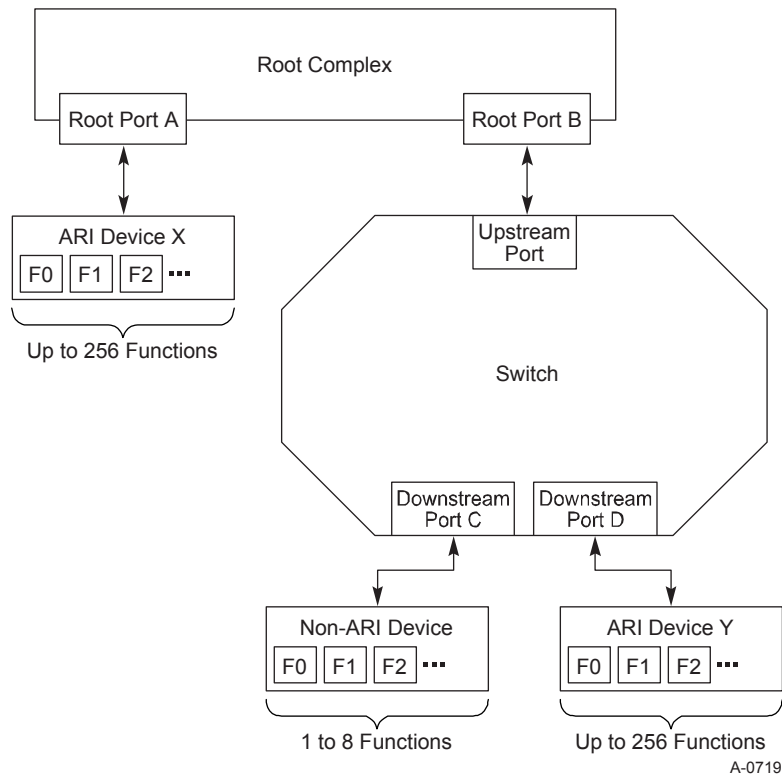 Root Complex
Root Port A
Root Port B
ARI Device X
F0 F1 F2 ...
Up to 256 Functions
Upstream
Port
Switch
Downstream
Port C
Downstream
Port D
Non-ARI Device
F0 F1 F2 ...
1 to 8 Functions
ARI Device Y
F0 F1 F2 ...
Up to 256 Functions
A-0719